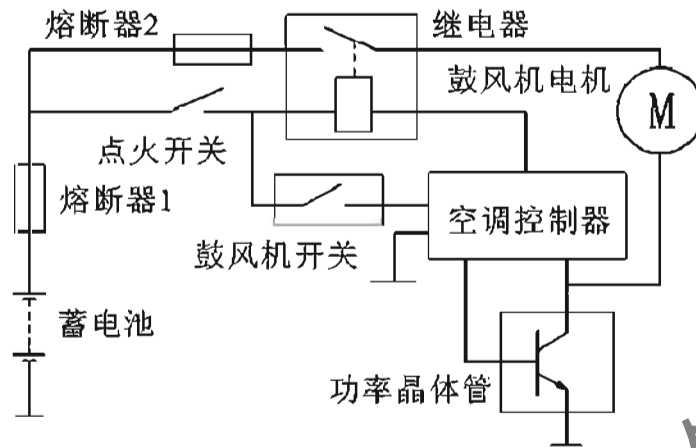 熔断器2
继电器
鼓风机电机
M
点火开关
熔断器1
空调控制器
鼓风机开关
蓄电池
功率晶体管